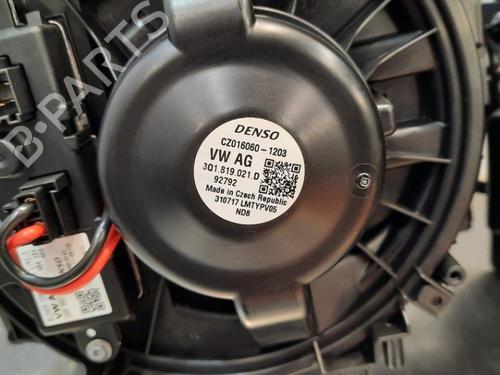 B-PARTS
DENSO
CZ016060-1203
VW AG
3Q1.819 021 D
92792
Made in Czech Republic
310717 LMTYPV05
ND8